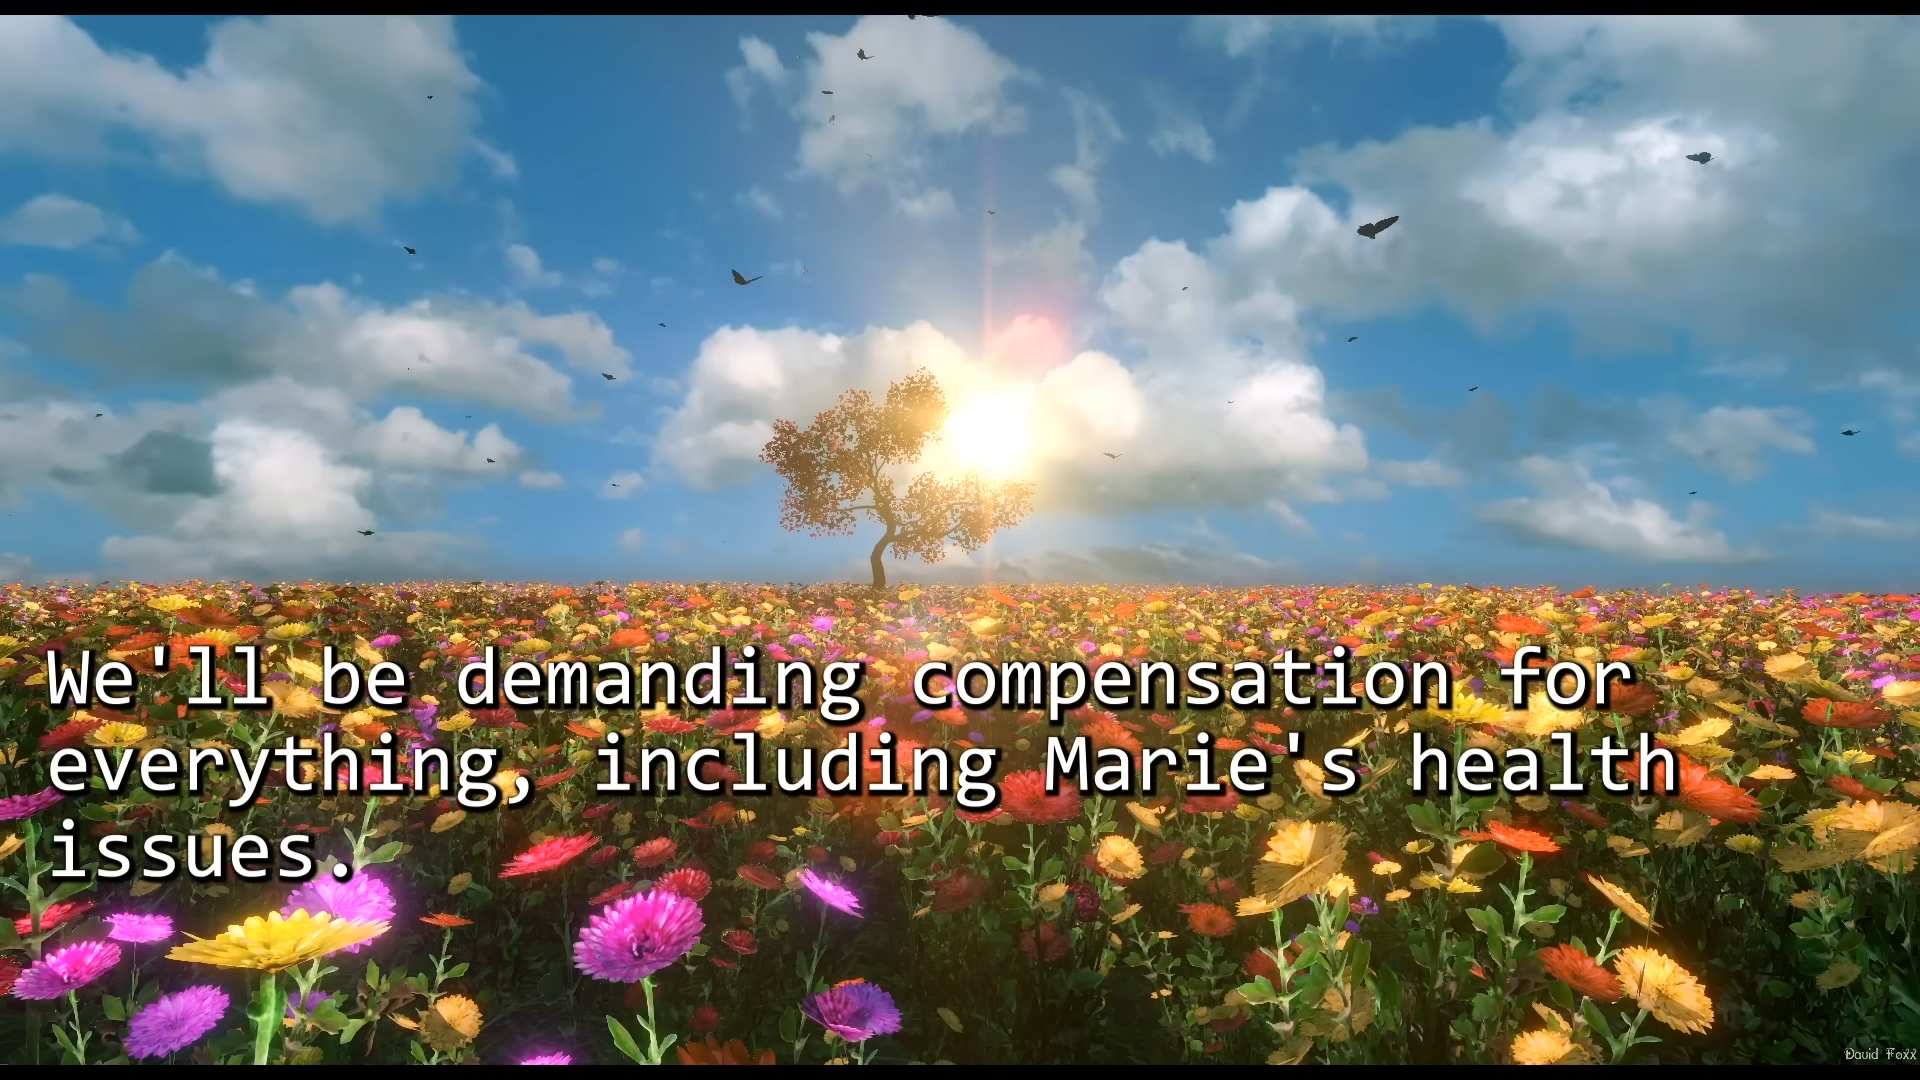 We'll be demanding compensation for
everything, including Marie's health
issues.
David Foxx